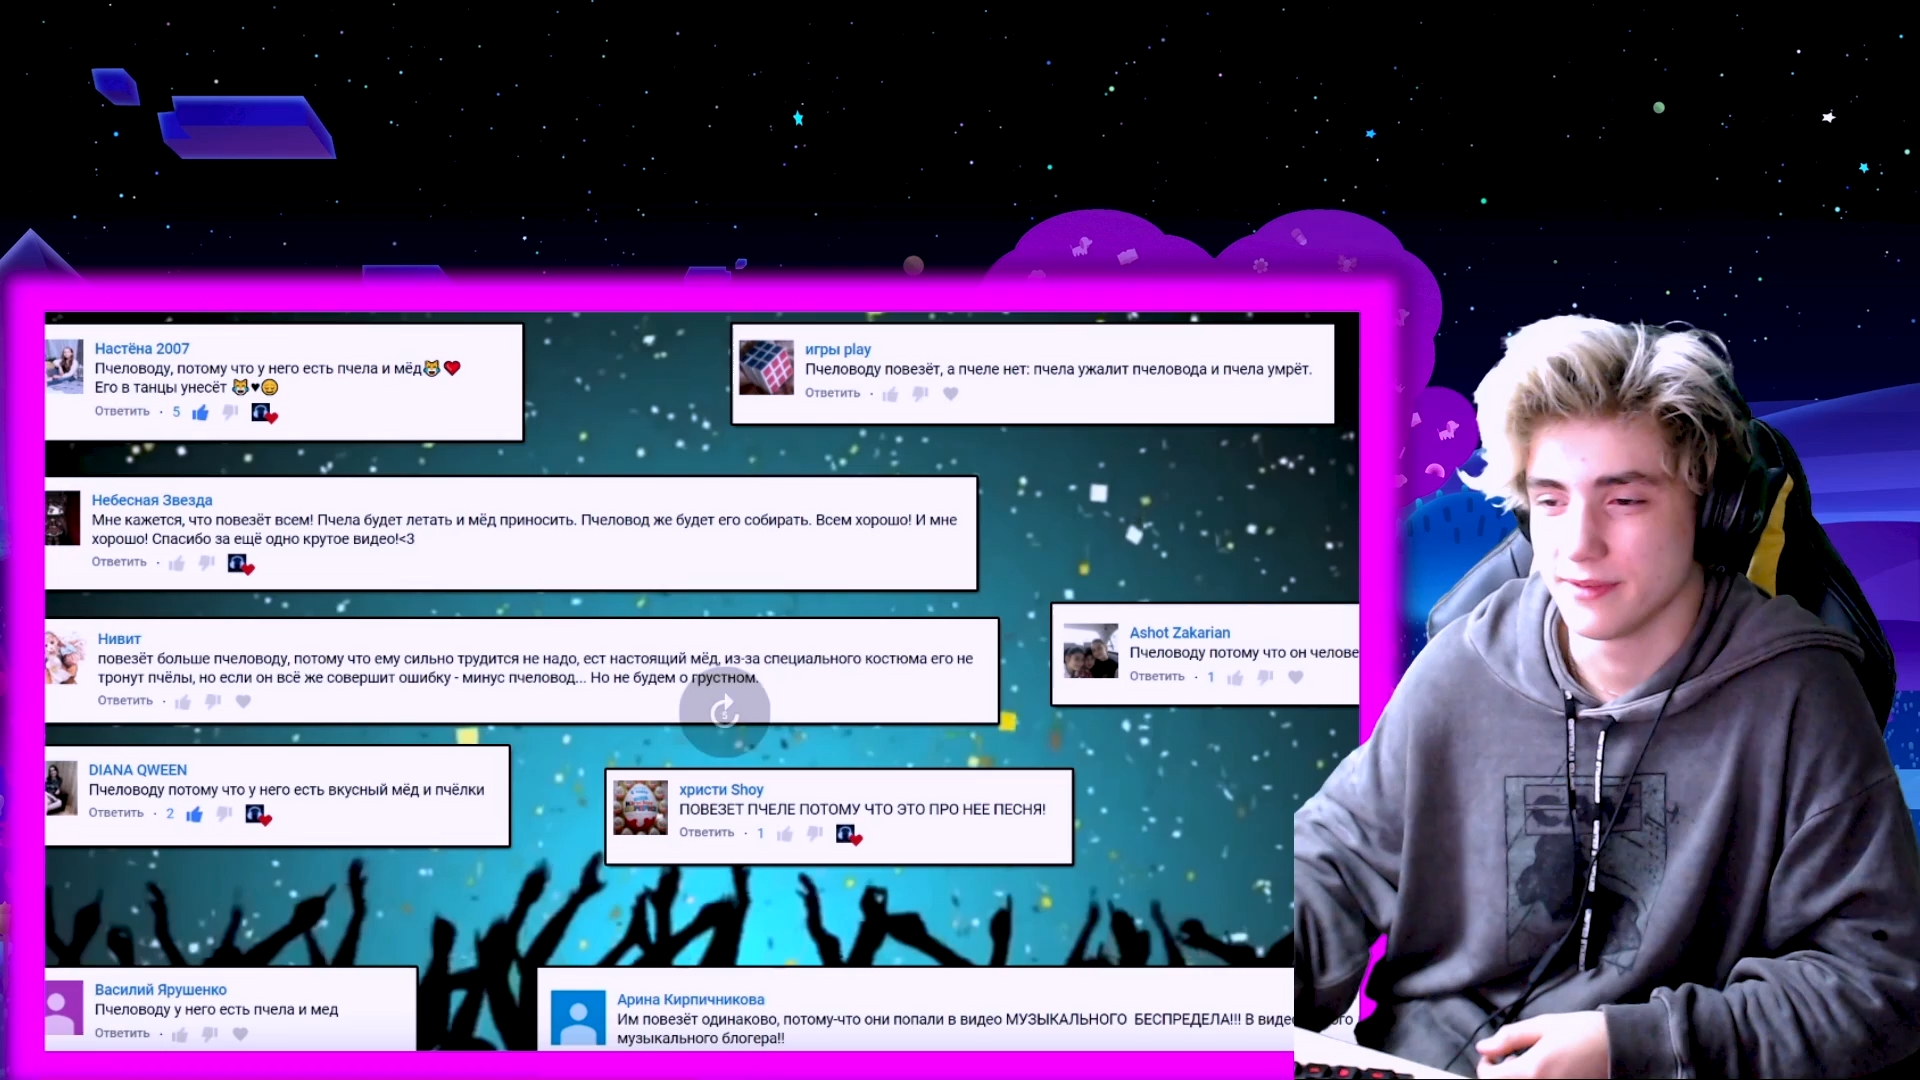 Настёна 2007
Пчеловоду, потому что у него есть пчела и мёд😹❤
Его в танцы унесёт 😹♥😊
Ответить · 5
игры play
Пчеловоду повезёт, а пчеле нет: пчела ужалит пчеловода и пчела умрёт.
Ответить ·
Небесная Звезда
Мне кажется, что повезёт всем! Пчела будет летать и мёд приносить. Пчеловод же будет его собирать. Всем хорошо! И мне
хорошо! Спасибо за ещё одно крутое видео!<3
Ответить ·
Нивит
повезёт больше пчеловоду, потому что ему сильно трудится не надо, ест настоящий мёд, из-за специального костюма его не
тронут пчёлы, но если он всё же совершит ошибку - минус пчеловод... Но не будем о грустном.
Ответить ·
5
Ashot Zakarian
Пчеловоду потому что он челове
Ответить · 1
DIANA QWEEN
Пчеловоду потому что у него есть вкусный мёд и пчёлки
Ответить · 2
христи Shoy
ПОВЕЗЕТ ПЧЕЛЕ ПОТОМУ ЧТО ЭТО ПРО НЕЕ ПЕСНЯ!
Ответить · 1
Василий Ярушенко
Пчеловоду у него есть пчела и мед
Ответить ·
Арина Кирпичникова
Им повезёт одинаково, потому-что они попали в видео МУЗЫКАЛЬНОГО БЕСПРЕДЕЛА!!! В виде
музыкального блогера!!